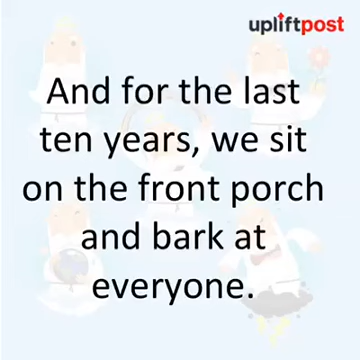 upliftpost
And for the last
ten years, we sit
on the front porch
and bark at
everyone.